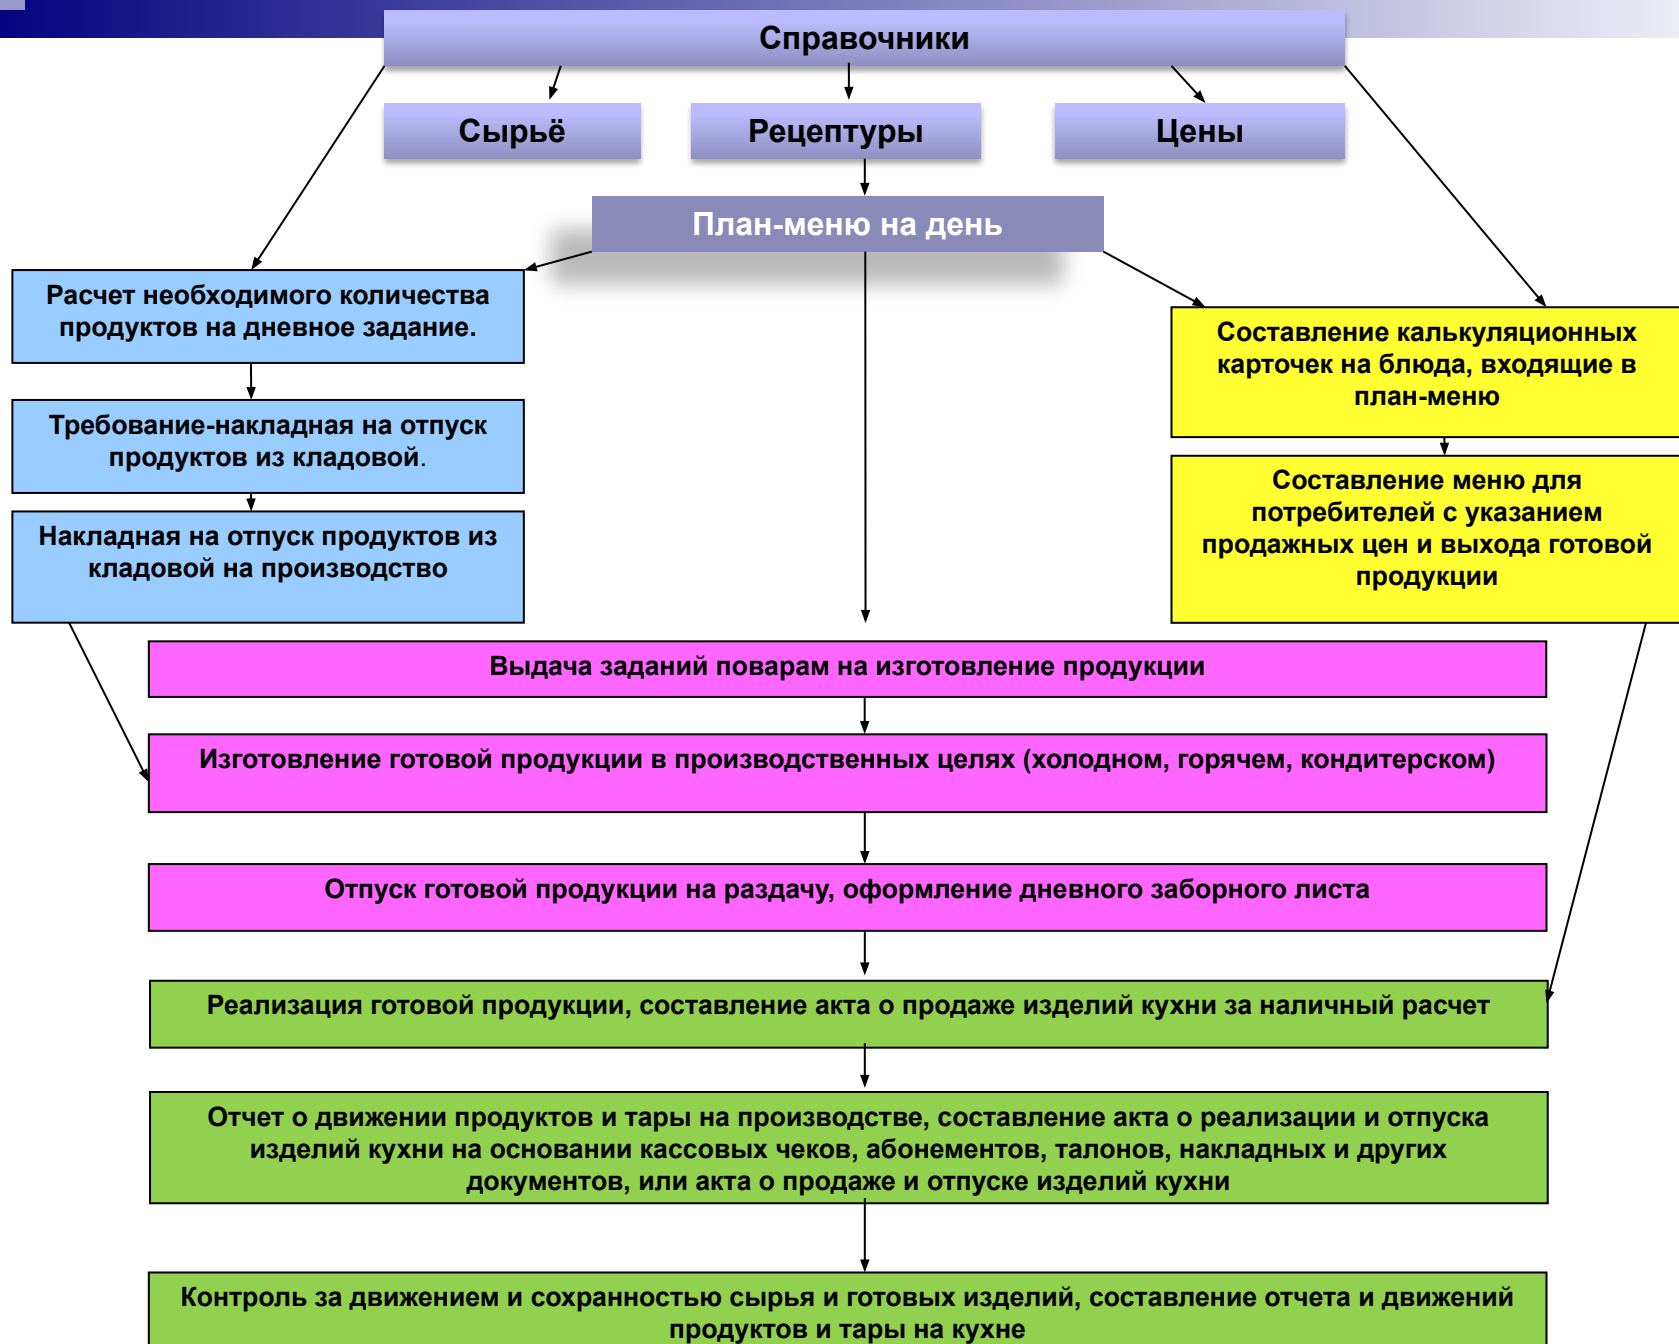 Справочники
Сырьё
Рецептуры
Цены
План-меню на день
Расчет необходимого количества
продуктов на дневное задание.
Требование-накладная на отпуск
продуктов из кладовой.
Накладная на отпуск продуктов из
кладовой на производство
Составление калькуляционных
карточек на блюда, входящие в
план-меню
Составление меню для
потребителей с указанием
продажных цен и выхода готовой
продукции
Выдача заданий поварам на изготовление продукции
Изготовление готовой продукции в производственных целях (холодном, горячем, кондитерском)
Отпуск готовой продукции на раздачу, оформление дневного заборного листа
Реализация готовой продукции, составление акта о продаже изделий кухни за наличный расчет
Отчет о движении продуктов и тары на производстве, составление акта о реализации и отпуска
изделий кухни на основании кассовых чеков, абонементов, талонов, накладных и других
документов, или акта о продаже и отпуске изделий кухни
Контроль за движением и сохранностью сырья и готовых изделий, составление отчета и движений
продуктов и тары на кухне